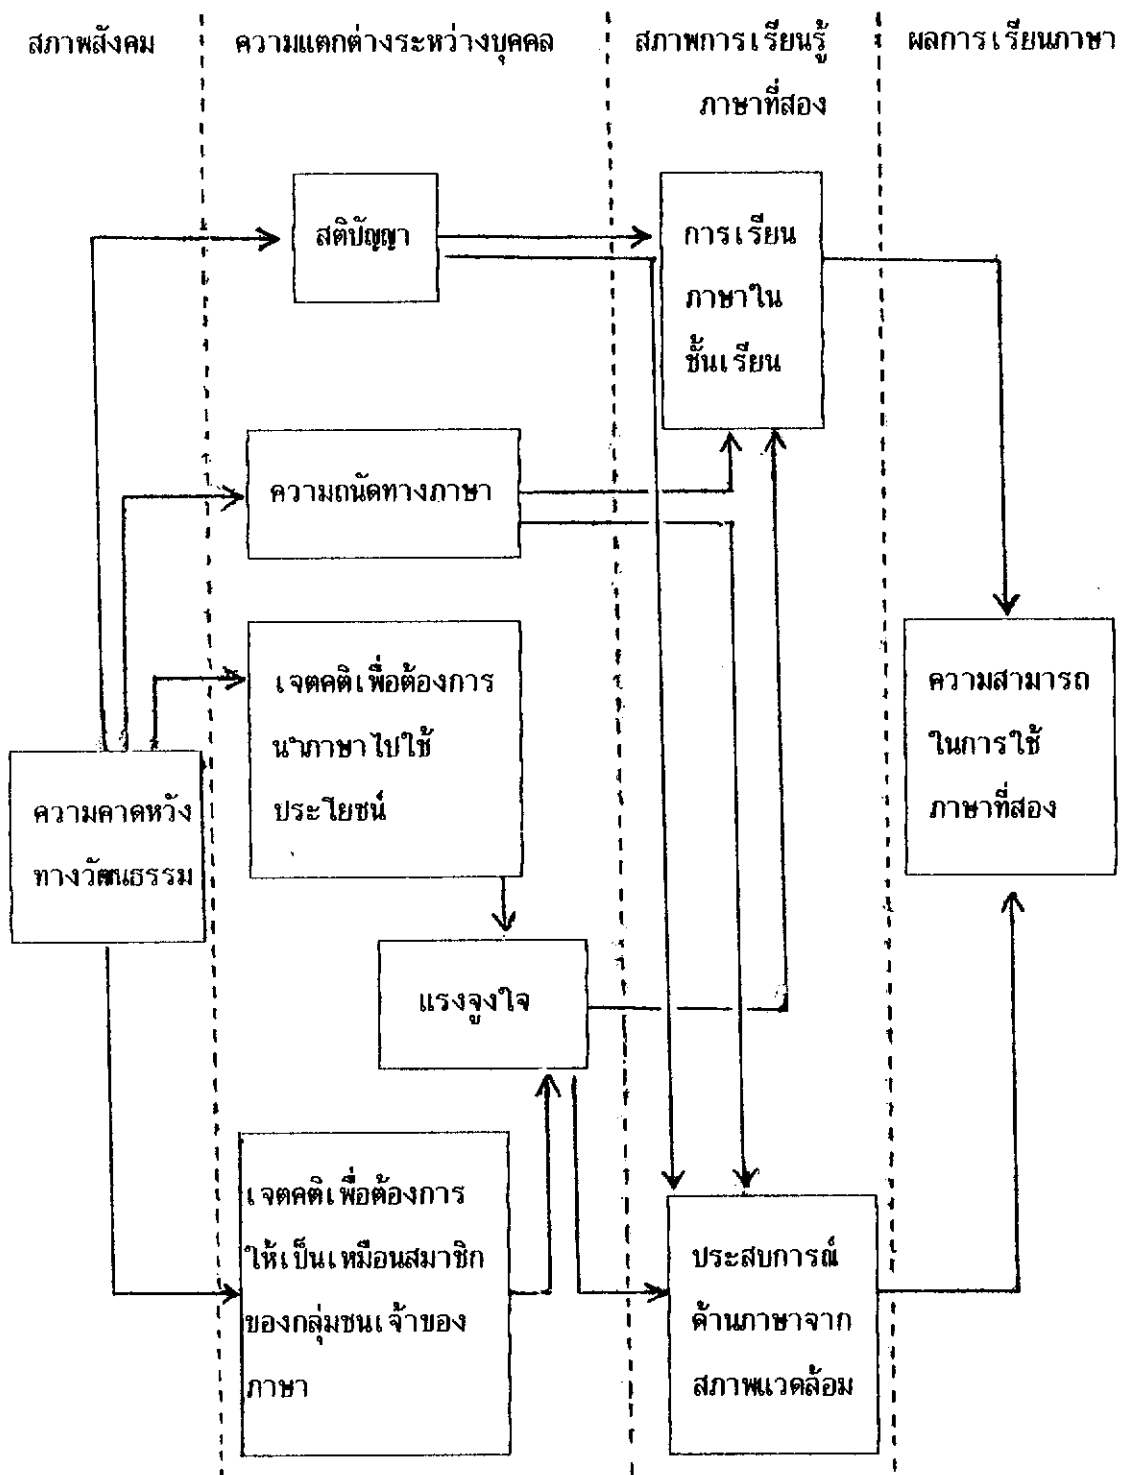 สภาพสังคม
ความแตกต่างระหว่างบุคคล
สภาพการเรียนรู้
ภาษาที่สอง
ผลการเรียนภาษา
สติปัญญา
การเรียน
ภาษาใน
ชั้นเรียน
ความถนัดทางภาษา
เจตคติเพื่อต้องการ
นำภาษาไปใช้
ประโยชน์
ความสามารถ
ในการใช้
ภาษาที่สอง
ความคาดหวัง
ทางวัฒนธรรม
แรงจูงใจ
เจตคติเพื่อต้องการ
ให้เป็นเหมือนสมาชิก
ของกลุ่มชนเจ้าของ
ภาษา
ประสบการณ์
ด้านภาษาจาก
สภาพแวดล้อม